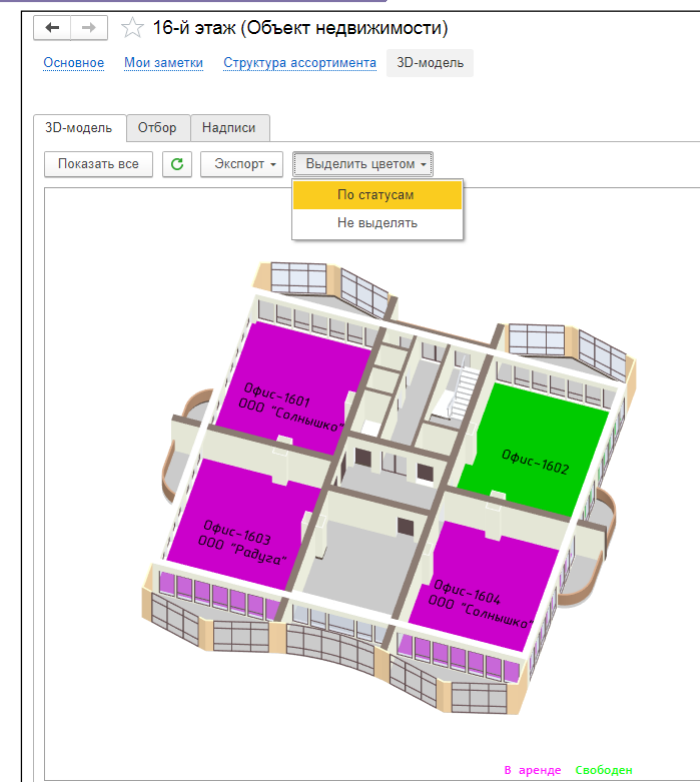 16-й этаж (Объект недвижимости)
Основное Мои заметки Структура ассортимента 3D-модель
3D-модель Отбор Надписи
Показать все Экспорт Выделить цветом
По статусам
Не выделять
Офис-1601
ООО "Солнышко"
Офис-1602
Офис-1603
ООО "Радуга"
Офис-1604
ООО "Солнышко"
В аренде Свободен